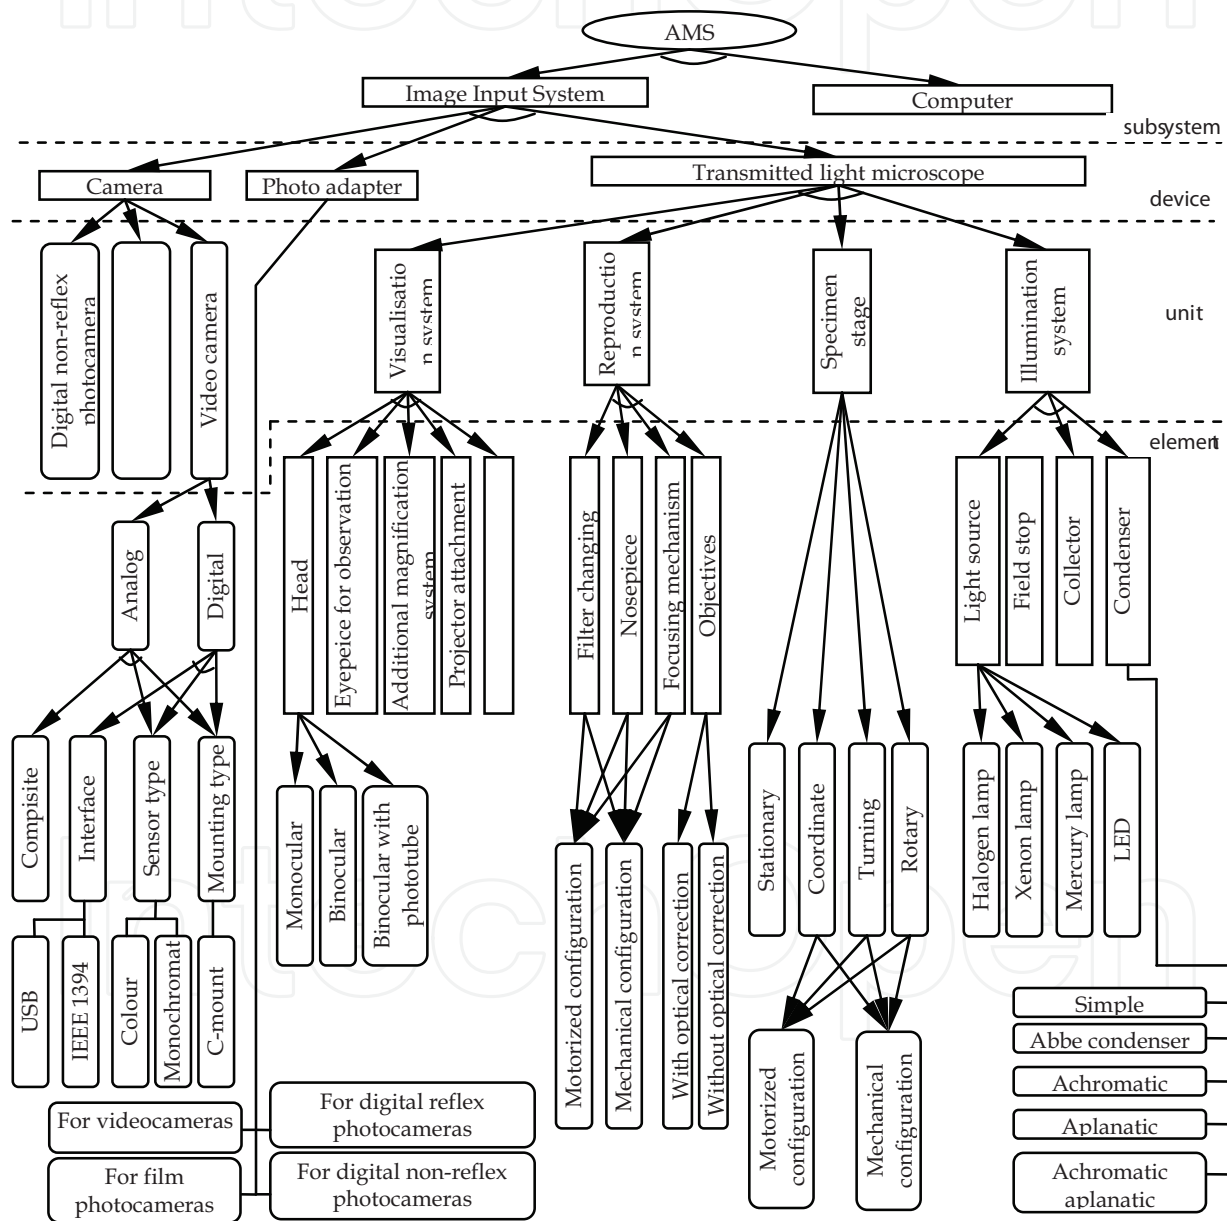 AMS
Image Input System
Computer
subsystem
Camera
Photo adapter
Transmitted light microscope
device
Digital non-reflex
photocamera
Video camera
Visualisatio
n system
Reproductio
n system
Specimen
stage
Illumination
system
unit
element
Analog
Digital
Head
Eyepeice for observation
Additional magnification
system
Projector attachment
Filter changing
Nosepiece
Focusing mechanism
Objectives
Light source
Field stop
Collector
Condenser
Compisite
Interface
Sensor type
Mounting type
Monocular
Binocular
Binocular with
phototube
Stationary
Coordinate
Turning
Rotary
Halogen lamp
Xenon lamp
Mercury lamp
LED
Motorized configuration
Mechanical configuration
With optical correction
Without optical correction
USB
IEEE 1394
Colour
Monochromat
C-mount
Motorized
configuration
Mechanical
configuration
Simple
Abbe condenser
Achromatic
Aplanatic
Achromatic
aplanatic
For videocameras
For digital reflex
photocameras
For film
photocameras
For digital non-reflex
photocameras
IntechOpen
IntechOpen